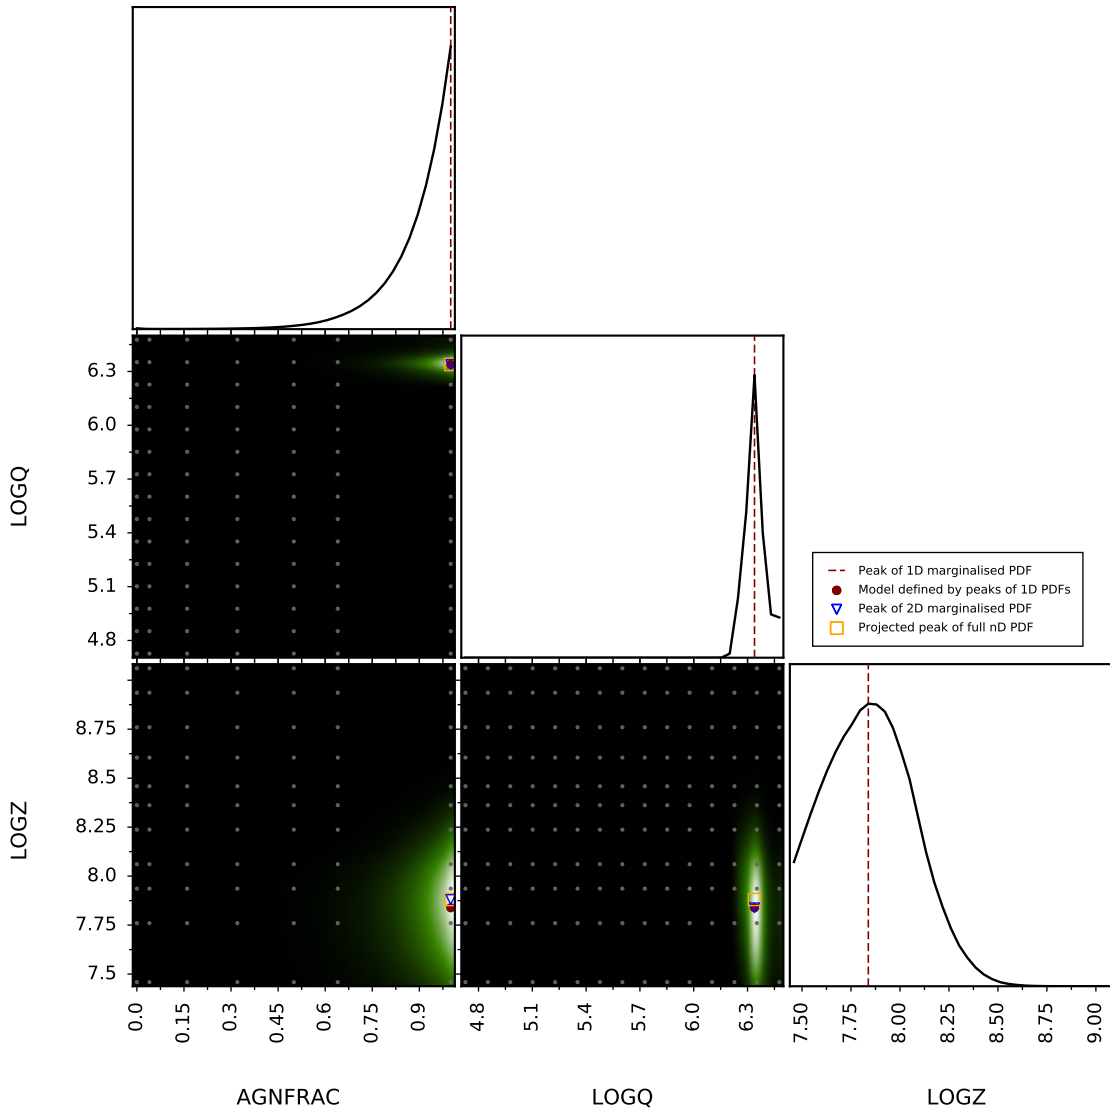 6.3
6.0
5.7
5.4
5.1
4.8
LOGQ
Peak of 1D marginalised PDF
Model defined by peaks of 1D PDFs
Peak of 2D marginalised PDF
Projected peak of full nD PDF
8.75
8.5
8.25
8.0
7.75
7.5
LOGZ
0.0 0.15 0.3 0.45 0.6 0.75 0.9
4.8 5.1 5.4 5.7 6.0 6.3
7.50 7.75 8.00 8.25 8.50 8.75 9.00
AGNFRAC LOGQ LOGZ